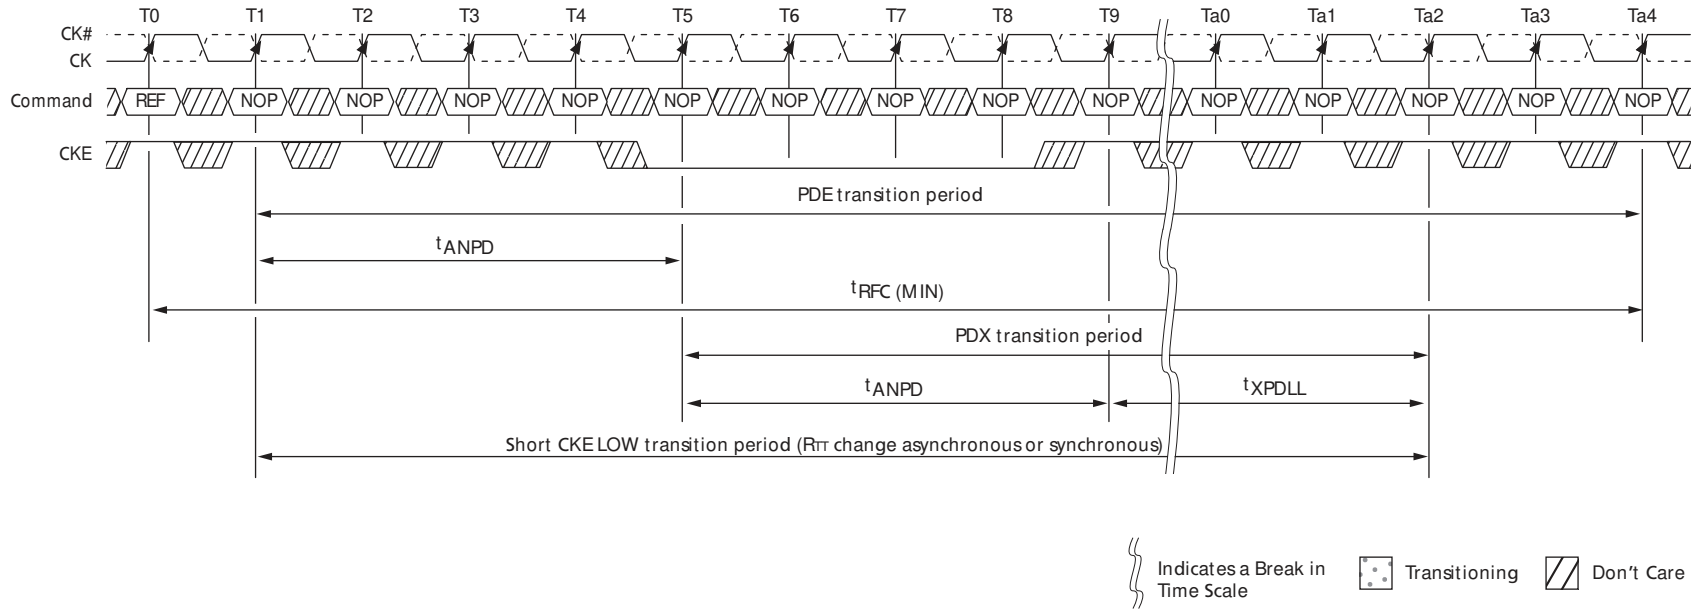 T0 T1 T2 T3 T4 T5 T6 T7 T8 T9 Ta0 Ta1 Ta2 Ta3 Ta4
CK#
CK
Command REF NOP NOP NOP NOP NOP NOP NOP NOP NOP NOP NOP NOP NOP NOP
CKE
PDE transition period
tANPD
tRFC (MIN)
PDX transition period
tANPD tXPDLL
Short CKE LOW transition period (RTT change asynchronous or synchronous)
Indicates a Break in
Time Scale
Transitioning
Don't Care